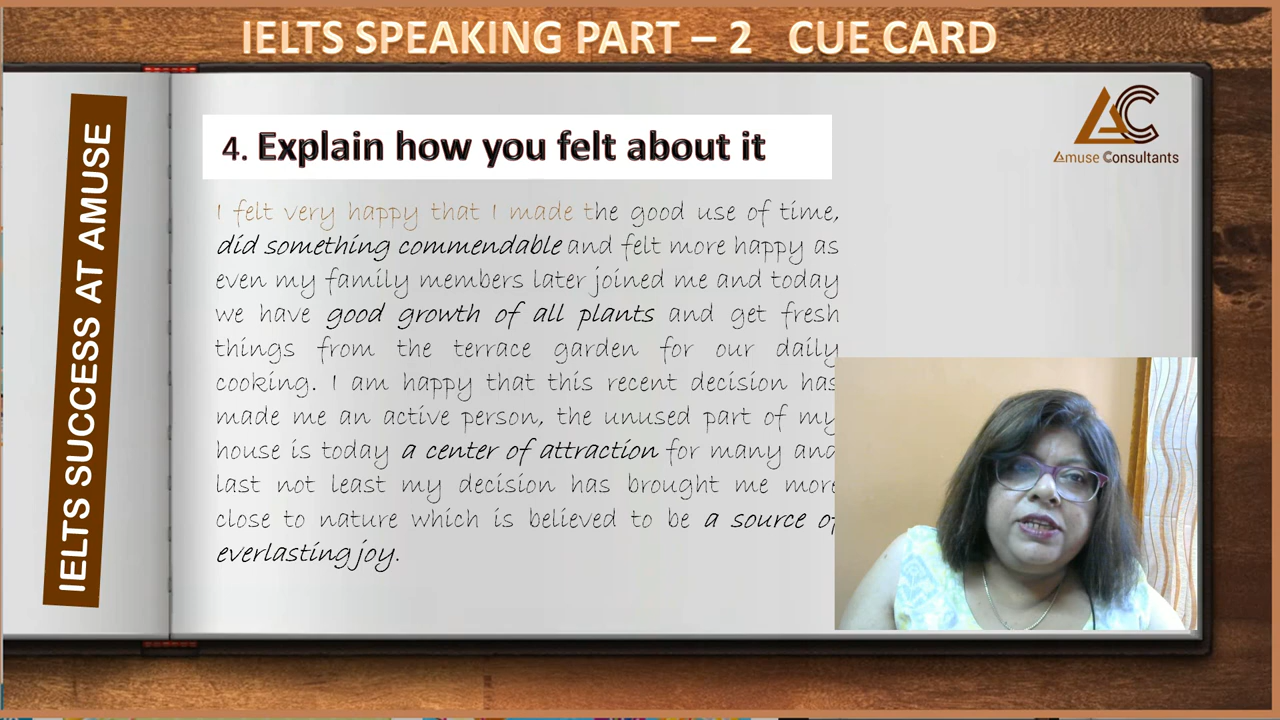 IELTS SPEAKING PART – 2 CUE CARD
IELTS SUCCESS AT AMUSE
AC
Amuse Consultants
4. Explain how you felt about it
I felt very happy that I made the good use of time,
did something commendable and felt more happy as
even my family members later joined me and today
we have good growth of all plants and get fresh
things from the terrace garden for our daily
cooking. I am happy that this recent decision has
made me an active person, the unused part of my
house is today a center of attraction for many and
last not least my decision has brought me more
close to nature which is believed to be a source of
everlasting joy.